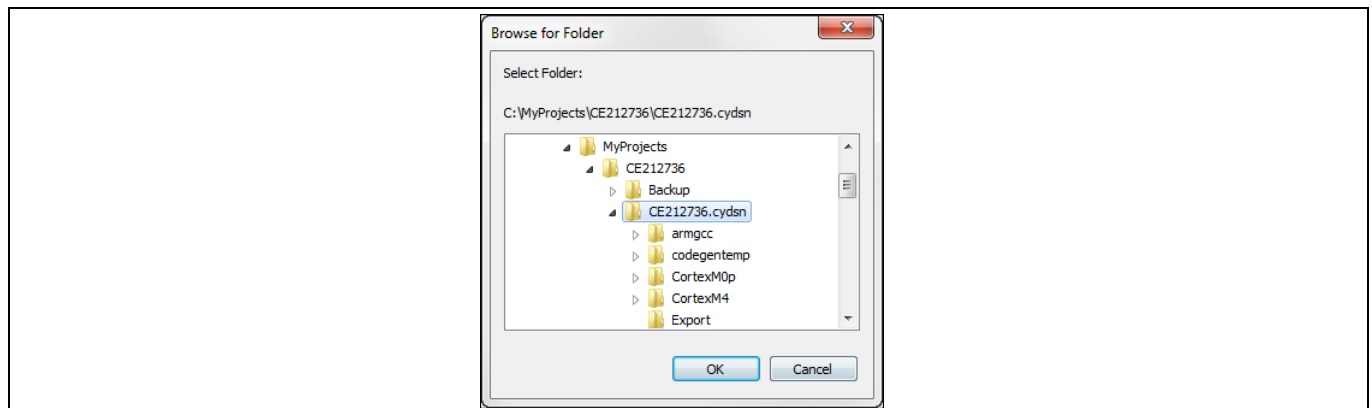 Browse for Folder
Select Folder:
C:\MyProjects\CE212736\CE212736.cydsn
MyProjects
CE212736
Backup
CE212736.cydsn
armgcc
codegentemp
CortexM0p
CortexM4
Export
OK Cancel